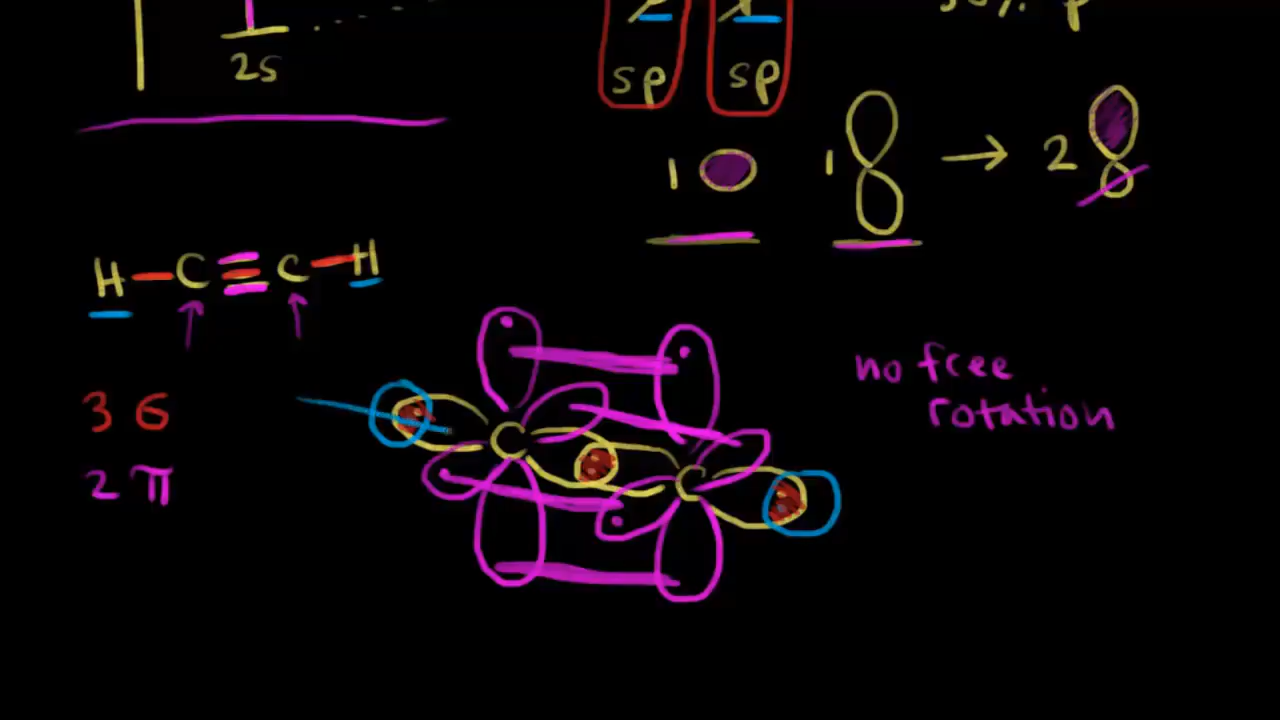 2s
sp sp
1 1 → 2
H-C≡C-H
no free
rotation
3 σ
2 π
C
C